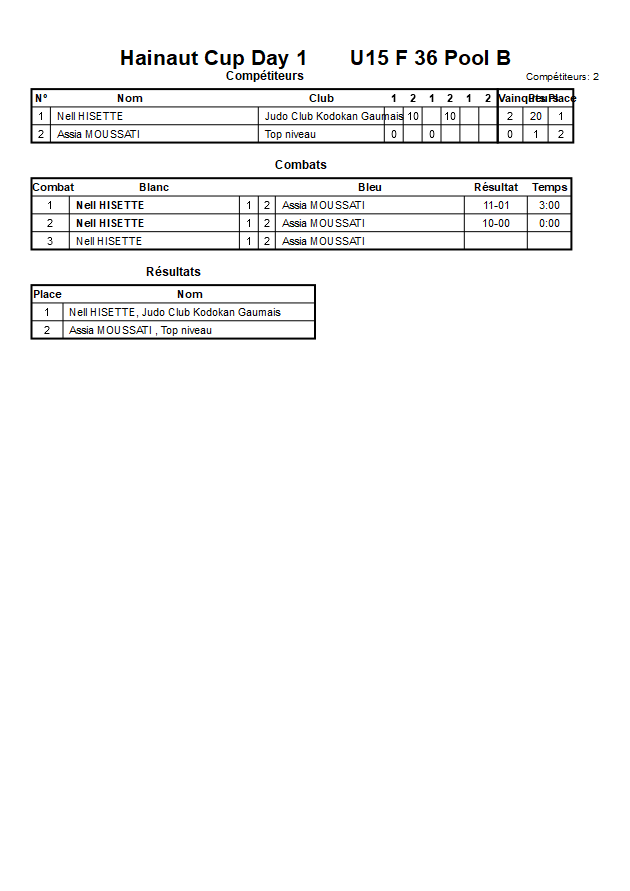 Hainaut Cup Day 1 U15 F 36 Pool B
Compétiteurs Compétiteurs: 2
N° Nom Club 1 2 1 2 1 2 Vainqueurs Pts Place
1 Nell HISETTE Judo Club Kodokan Gaumais 10 10 2 20 1
2 Assia MOUSSATI Top niveau 0 0 0 1 2
Combats
Combat Blanc Bleu Résultat Temps
1 Nell HISETTE 1 2 Assia MOUSSATI 11-01 3:00
2 Nell HISETTE 1 2 Assia MOUSSATI 10-00 0:00
3 Nell HISETTE 1 2 Assia MOUSSATI
Résultats
Place Nom
1 Nell HISETTE, Judo Club Kodokan Gaumais
2 Assia MOUSSATI , Top niveau